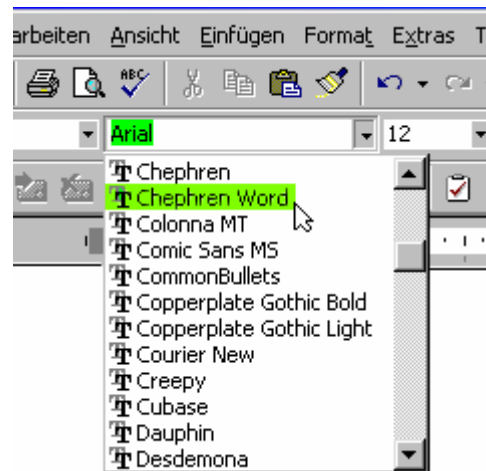 arbeiten Ansicht Einfügen Format Extras T
ABC
Arial 12
Chephren
Chephren Word
Colonna MT
Comic Sans MS
CommonBullets
Copperplate Gothic Bold
Copperplate Gothic Light
Courier New
Creepy
Cubase
Dauphin
Desdemona